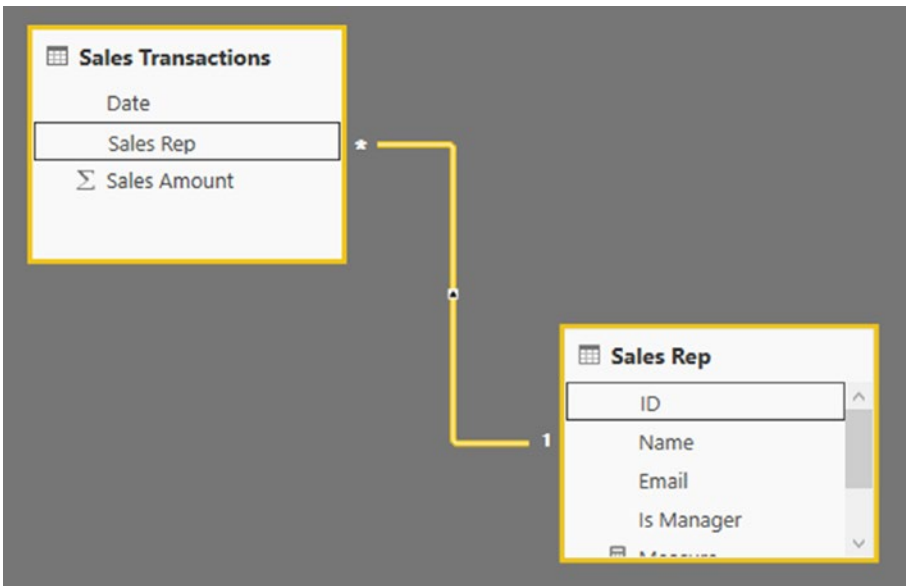 Sales Transactions
Date
Sales Rep
*
Σ Sales Amount
Sales Rep
ID
1
Name
Email
Is Manager